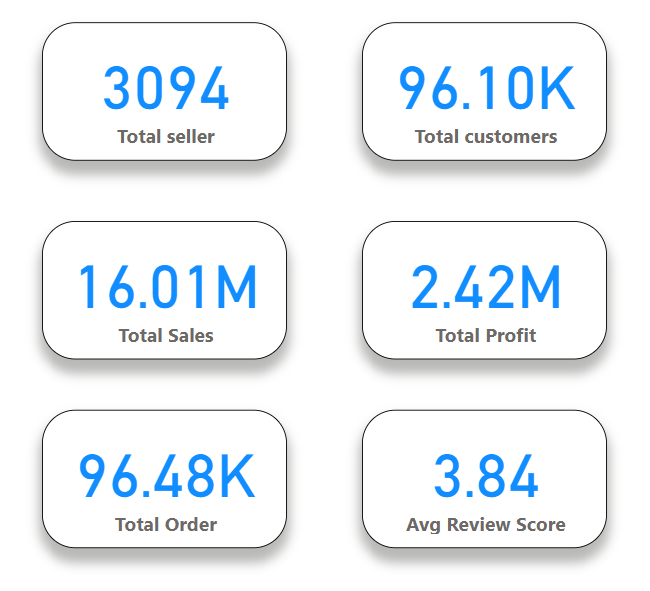 3094
Total seller
96.10K
Total customers
16.01M
Total Sales
2.42M
Total Profit
96.48K
Total Order
3.84
Avg Review Score